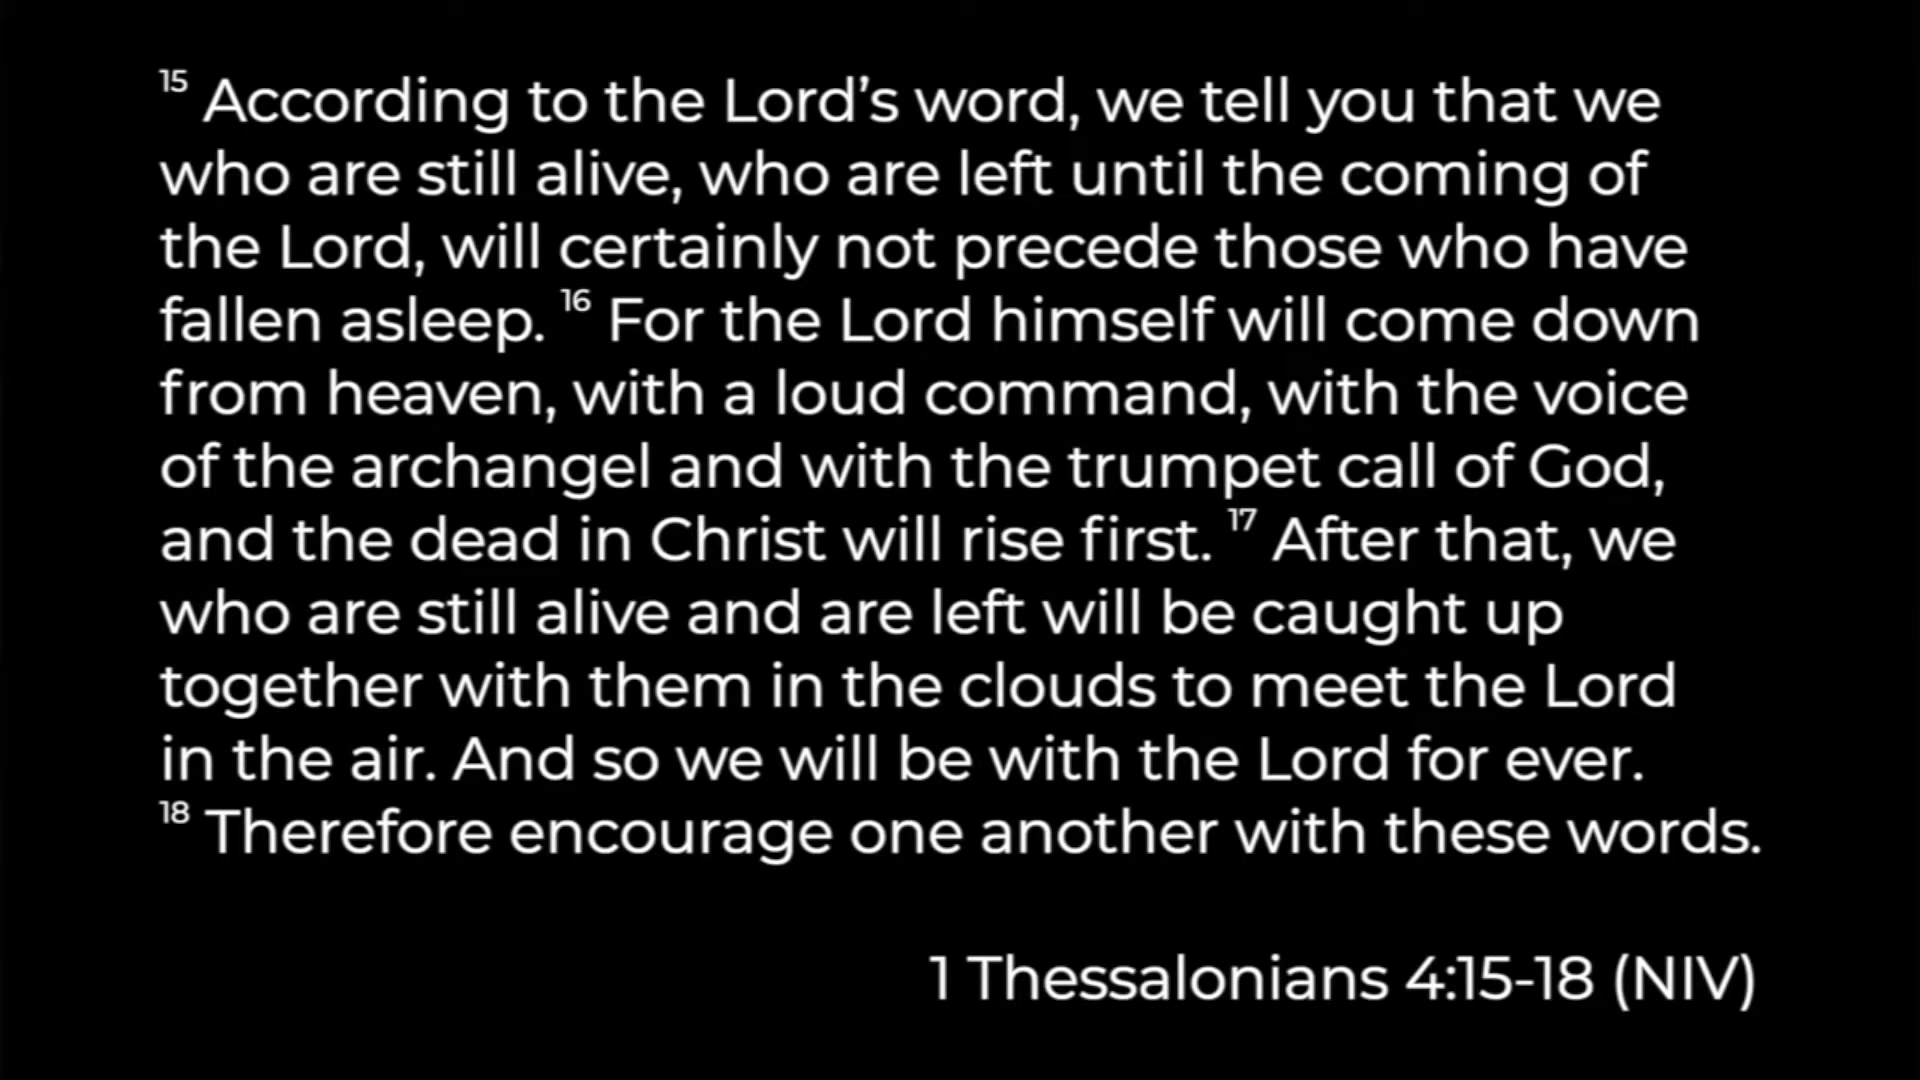 15 According to the Lord’s word, we tell you that we
who are still alive, who are left until the coming of
the Lord, will certainly not precede those who have
fallen asleep. 16 For the Lord himself will come down
from heaven, with a loud command, with the voice
of the archangel and with the trumpet call of God,
and the dead in Christ will rise first. 17 After that, we
who are still alive and are left will be caught up
together with them in the clouds to meet the Lord
in the air. And so we will be with the Lord for ever.
18 Therefore encourage one another with these words.
1 Thessalonians 4:15-18 (NIV)